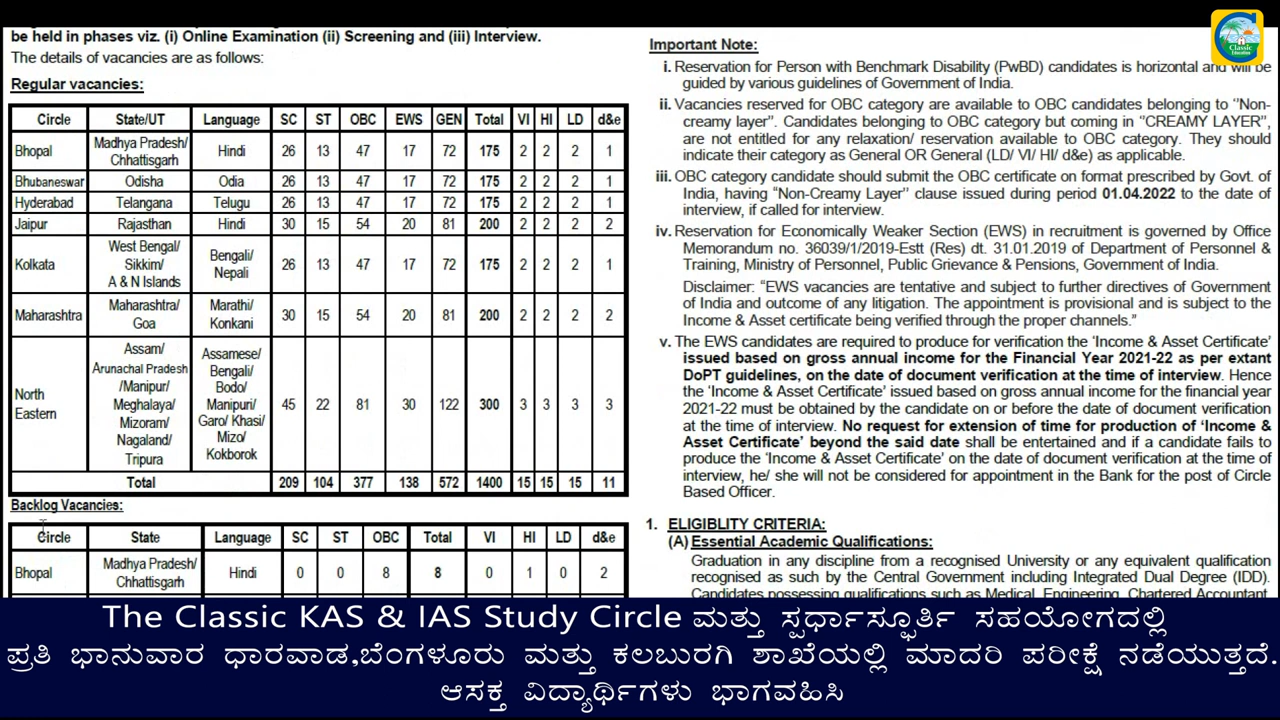 be held in phases viz. (i) Online Examination (ii) Screening and (iii) Interview.
The details of vacancies are as follows:
Regular vacancies:
Circle State/UT Language SC ST OBC EWS GEN Total VI HI LD d&e
Bhopal Madhya Pradesh/ Chhattisgarh Hindi 26 13 47 17 72 175 2 2 2 1
Bhubaneswar Odisha Odia 26 13 47 17 72 175 2 2 2 1
Hyderabad Telangana Telugu 26 13 47 17 72 175 2 2 2 1
Jaipur Rajasthan Hindi 30 15 54 20 81 200 2 2 2 2
Kolkata West Bengal/ Sikkim/ A & N Islands Bengali/ Nepali 26 13 47 17 72 175 2 2 2 1
Maharashtra Maharashtra/ Goa Marathi/ Konkani 30 15 54 20 81 200 2 2 2 2
North Eastern Assam/ Arunachal Pradesh /Manipur/ Meghalaya/ Mizoram/ Nagaland/ Tripura Assamese/ Bengali/ Bodo/ Manipuri/ Garo/ Khasi/ Mizo/ Kokborok 45 22 81 30 122 300 3 3 3 3
Total 209 104 377 138 572 1400 15 15 15 11
Backlog Vacancies:
Circle State Language SC ST OBC Total VI HI LD d&e
Bhopal Madhya Pradesh/ Chhattisgarh Hindi 0 0 8 8 0 1 0 2
Important Note:
i. Reservation for Person with Benchmark Disability (PwBD) candidates is horizontal and will be
guided by various guidelines of Government of India.
ii. Vacancies reserved for OBC category are available to OBC candidates belonging to ''Non-
creamy layer''. Candidates belonging to OBC category but coming in ''CREAMY LAYER'',
are not entitled for any relaxation/ reservation available to OBC category. They should
indicate their category as General OR General (LD/ VI/ HI/ d&e) as applicable.
iii. OBC category candidate should submit the OBC certificate on format prescribed by Govt. of
India, having “Non-Creamy Layer'' clause issued during period 01.04.2022 to the date of
interview, if called for interview.
iv. Reservation for Economically Weaker Section (EWS) in recruitment is governed by Office
Memorandum no. 36039/1/2019-Estt (Res) dt. 31.01.2019 of Department of Personnel &
Training, Ministry of Personnel, Public Grievance & Pensions, Government of India.
Disclaimer: “EWS vacancies are tentative and subject to further directives of Government
of India and outcome of any litigation. The appointment is provisional and is subject to the
Income & Asset certificate being verified through the proper channels.”
v. The EWS candidates are required to produce for verification the ‘Income & Asset Certificate’
issued based on gross annual income for the Financial Year 2021-22 as per extant
DoPT guidelines, on the date of document verification at the time of interview. Hence
the ‘Income & Asset Certificate’ issued based on gross annual income for the financial year
2021-22 must be obtained by the candidate on or before the date of document verification
at the time of interview. No request for extension of time for production of ‘Income &
Asset Certificate’ beyond the said date shall be entertained and if a candidate fails to
produce the ‘Income & Asset Certificate’ on the date of document verification at the time of
interview, he/ she will not be considered for appointment in the Bank for the post of Circle
Based Officer.
1. ELIGIBLITY CRITERIA:
(A) Essential Academic Qualifications:
Graduation in any discipline from a recognised University or any equivalent qualification
recognised as such by the Central Government including Integrated Dual Degree (IDD).
Candidates possessing qualifications such as Medical, Engineering, Chartered Accountant,
Classic
Education
The Classic KAS & IAS Study Circle ಮತ್ತು ಸ್ಪರ್ಧಾಸ್ಫೂರ್ತಿ ಸಹಯೋಗದಲ್ಲಿ
ಪ್ರತಿ ಭಾನುವಾರ ಧಾರವಾಡ,ಬೆಂಗಳೂರು ಮತ್ತು ಕಲಬುರಗಿ ಶಾಖೆಯಲ್ಲಿ ಮಾದರಿ ಪರೀಕ್ಷೆ ನಡೆಯುತ್ತದೆ.
ಆಸಕ್ತ ವಿದ್ಯಾರ್ಥಿಗಳು ಭಾಗವಹಿಸಿ